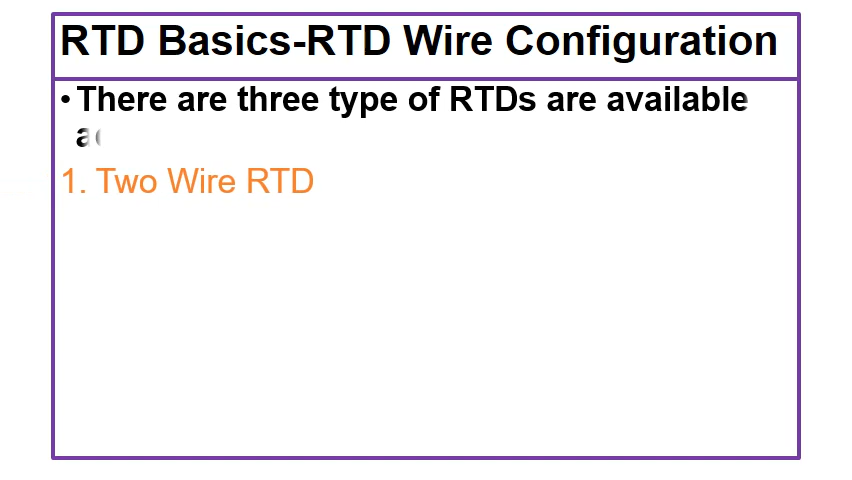 RTD Basics-RTD Wire Configuration
• There are three type of RTDs are available
1. Two Wire RTD